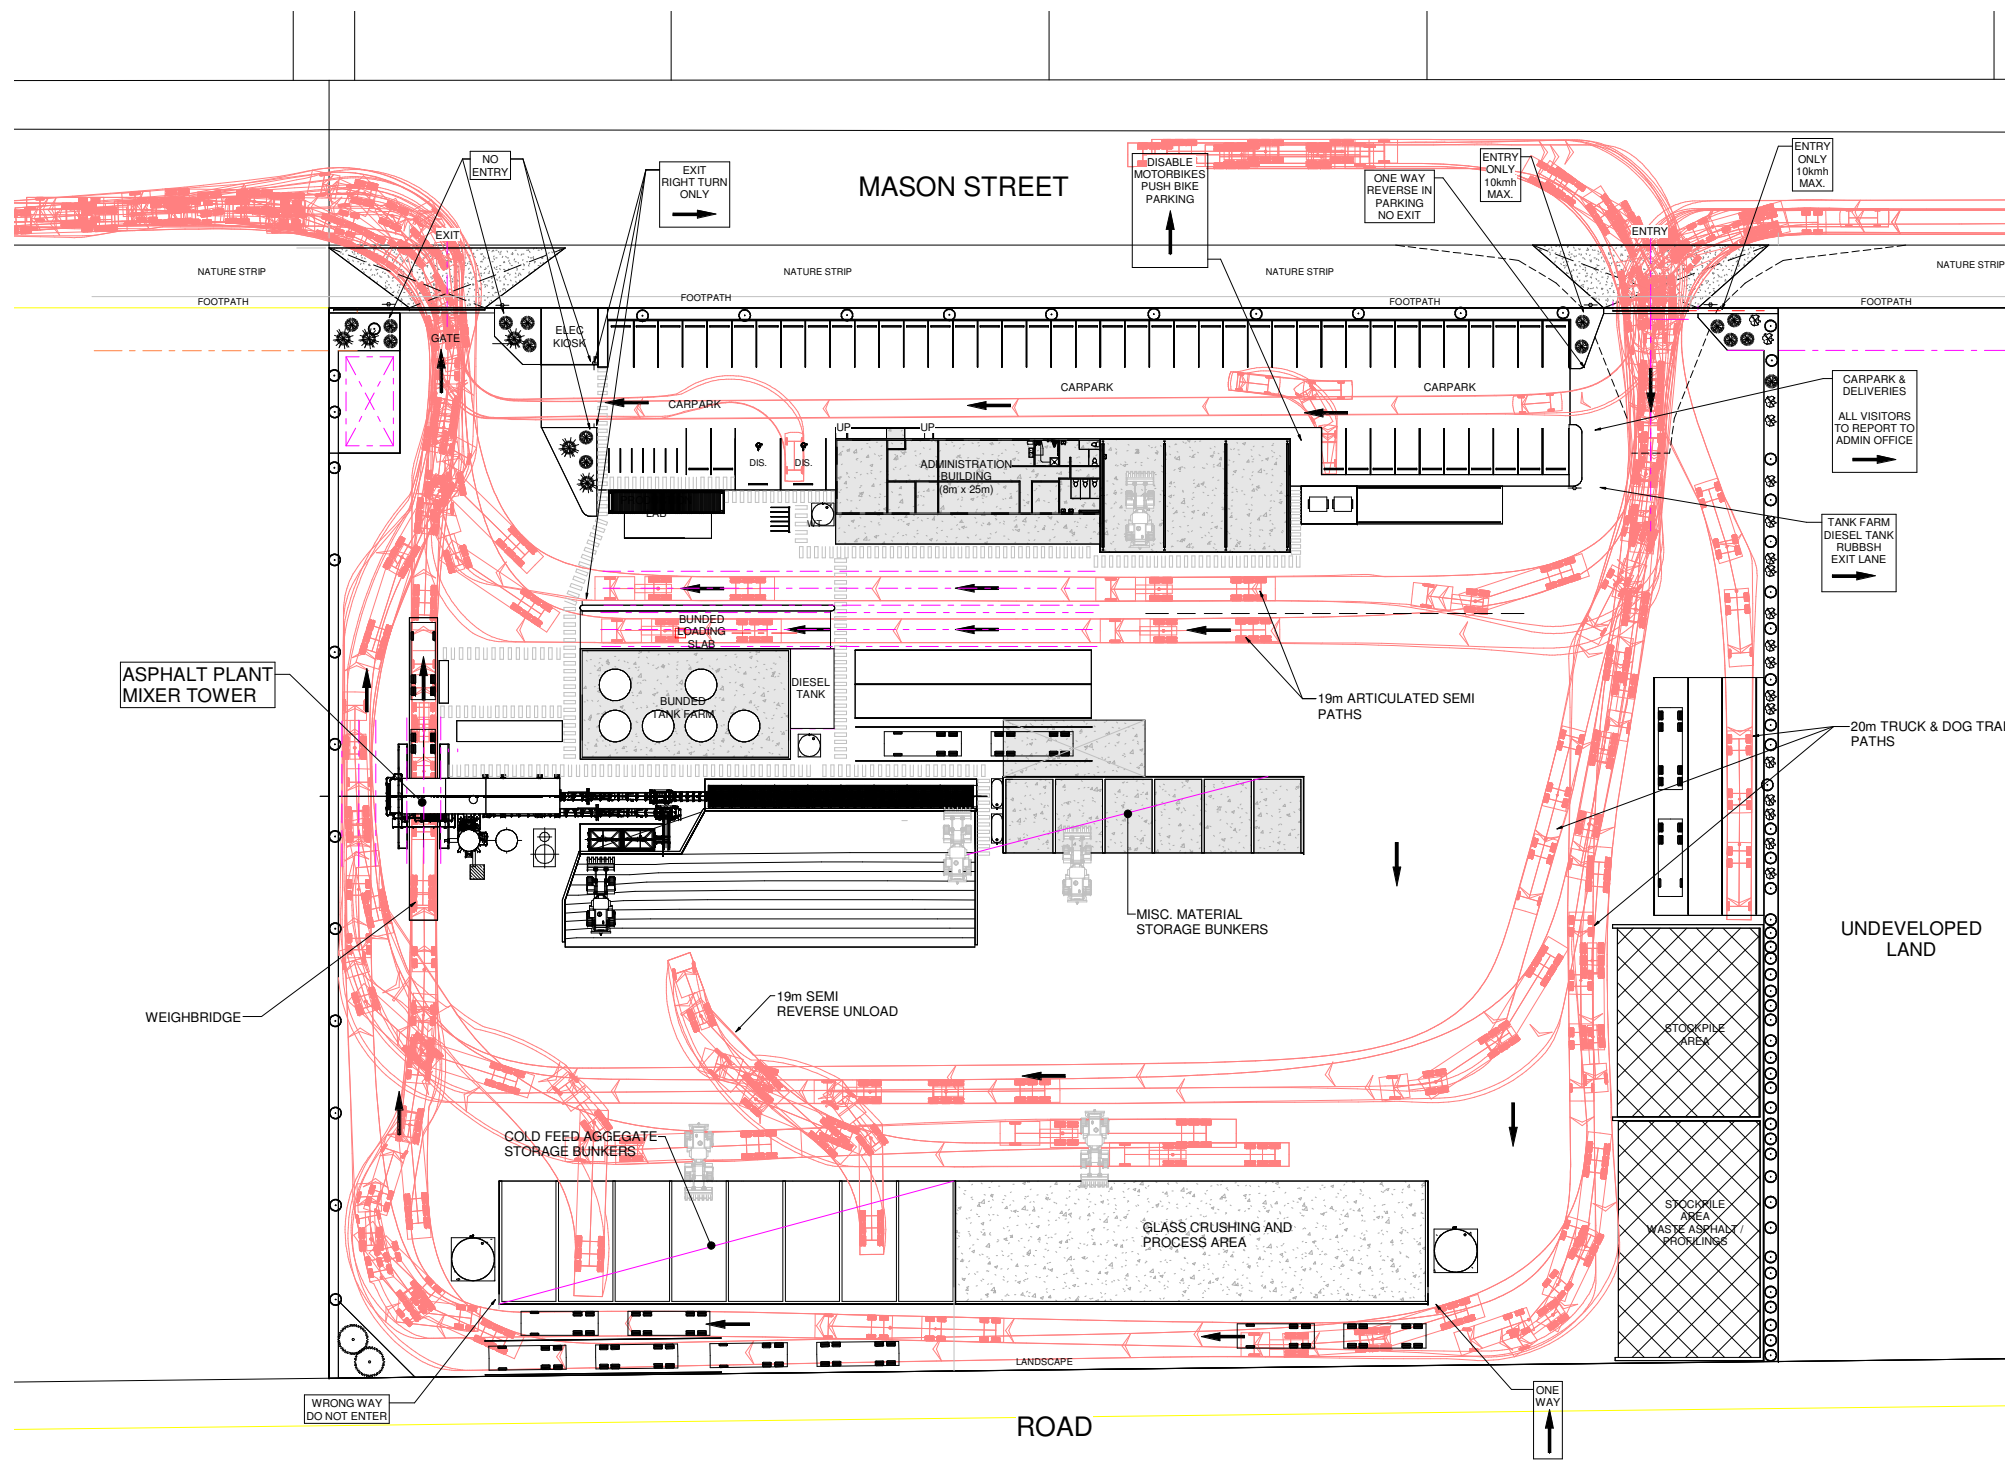 NO
ENTRY
EXIT
RIGHT TURN
ONLY
MASON STREET
DISABLE
MOTORBIKES
PUSH BIKE
PARKING
ONE WAY
REVERSE IN
PARKING
NO EXIT
ENTRY
ONLY
10kmh
MAX.
ENTRY
ONLY
10kmh
MAX.
EXIT
ENTRY
NATURE STRIP
NATURE STRIP
NATURE STRIP
NATURE STRIP
FOOTPATH
FOOTPATH
FOOTPATH
FOOTPATH
GATE
ELEC
KIOSK
CARPARK
CARPARK
CARPARK
CARPARK &
DELIVERIES
ALL VISITORS
TO REPORT TO
ADMIN OFFICE
UP
UP
DIS.
DIS.
ADMINISTRATION
BUILDING
(8m x 25m)
LAB
WT
TANK FARM
DIESEL TANK
RUBBSH
EXIT LANE
BUNDED
LOADING
SLAB
ASPHALT PLANT
MIXER TOWER
BUNDED
TANK FARM
DIESEL
TANK
19m ARTICULATED SEMI
PATHS
20m TRUCK & DOG TRAI
PATHS
MISC. MATERIAL
STORAGE BUNKERS
UNDEVELOPED
LAND
WEIGHBRIDGE
19m SEMI
REVERSE UNLOAD
STOCKPILE
AREA
COLD FEED AGGEGATE
STORAGE BUNKERS
GLASS CRUSHING AND
PROCESS AREA
STOCKPILE
AREA
WASTE ASPHALT /
PROFILINGS
LANDSCAPE
WRONG WAY
DO NOT ENTER
ROAD
ONE
WAY